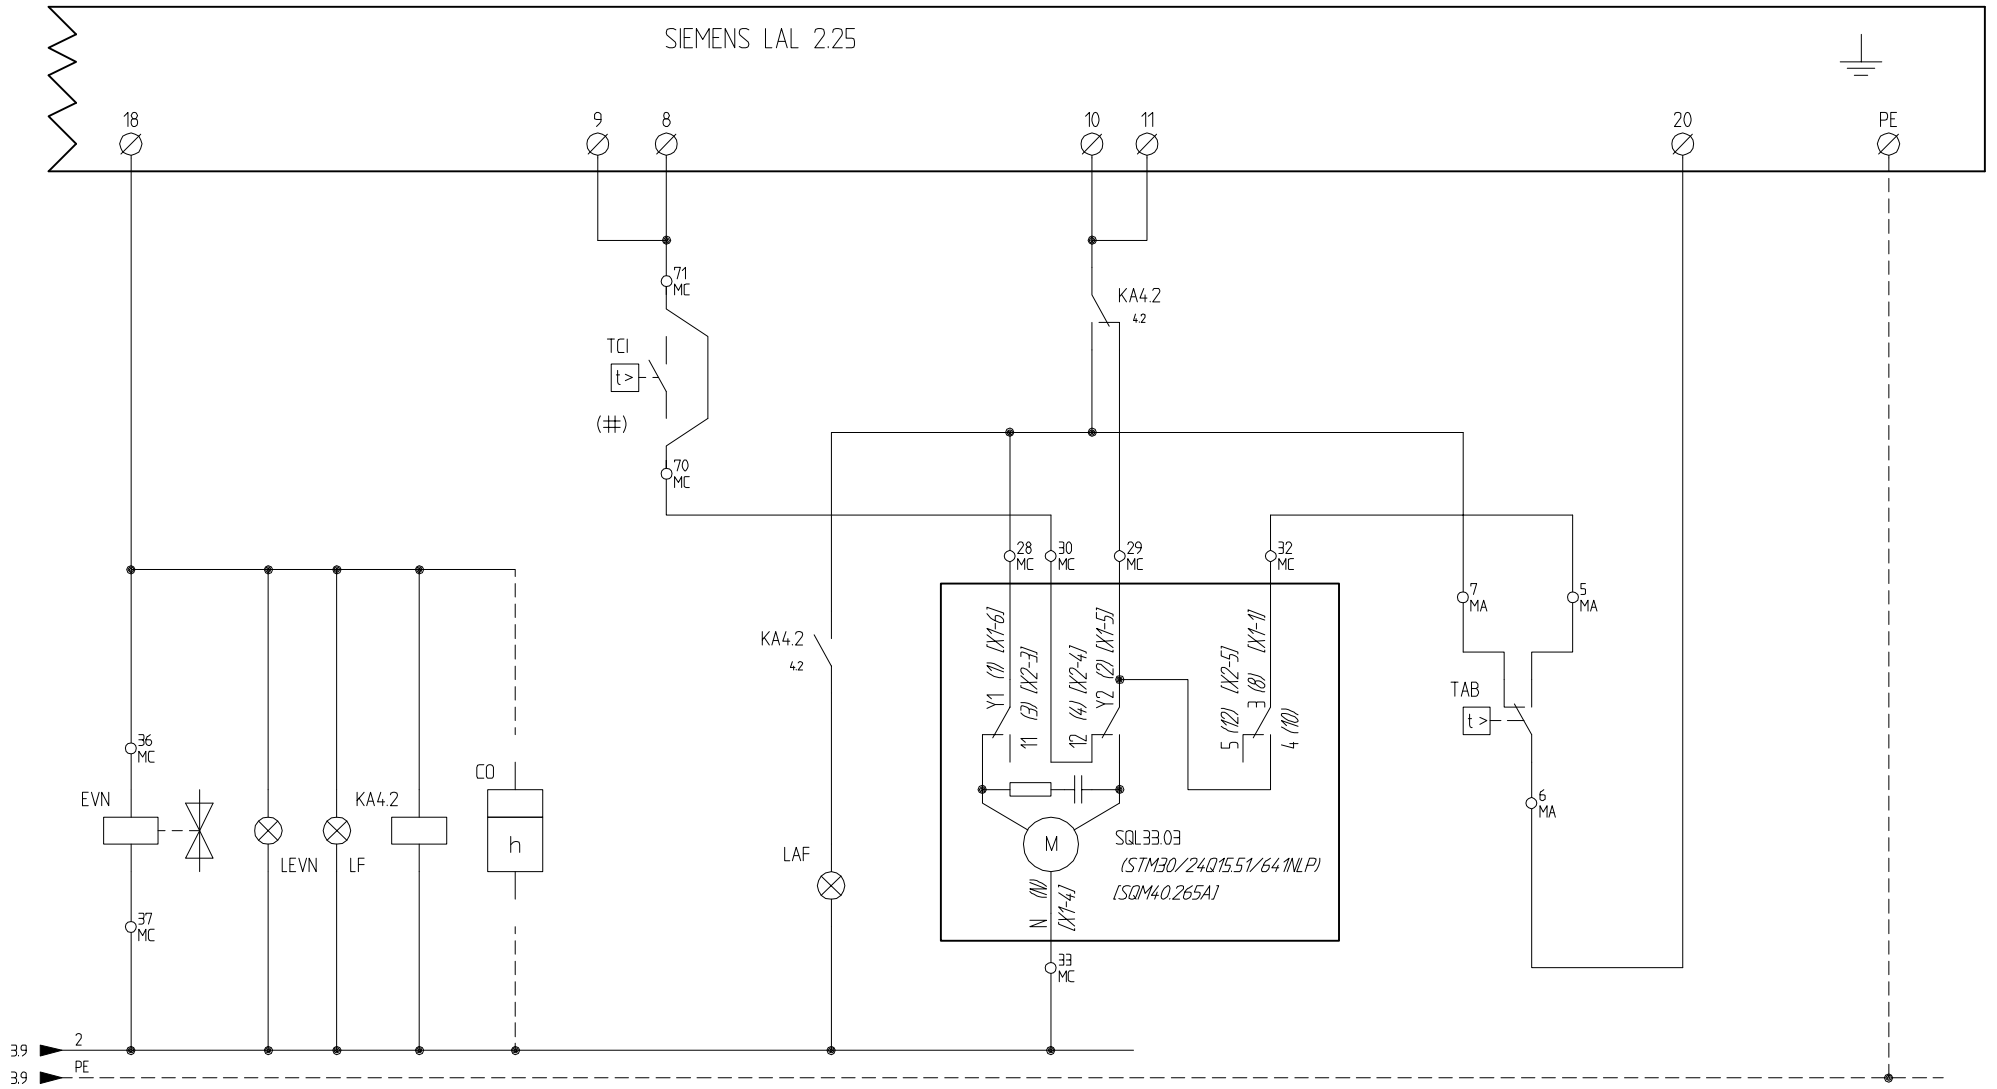 SIEMENS LAL 2.25
18
9
8
10
11
20
PE
71
MC
KA4.2
4.2
TCI
t>
(#)
70
MC
28
MC
30
MC
29
MC
32
MC
7
MA
5
MA
Y1 (1) [X1-6]
11 (3) [X2-3]
12 (4) [X2-4]
Y2 (2) [X1-5]
5 (12) [X2-5]
3 (8) [X1-1]
4 (10)
KA4.2
4.2
TAB
t>
36
MC
CO
EVN
KA4.2
h
6
MA
LEVN
LF
LAF
M
SQL33.03
(STM30/24Q15.51/641NLP)
[SQM40.265A]
N (N)
[X1-4]
37
MC
33
MC
3.9
2
3.9
PE